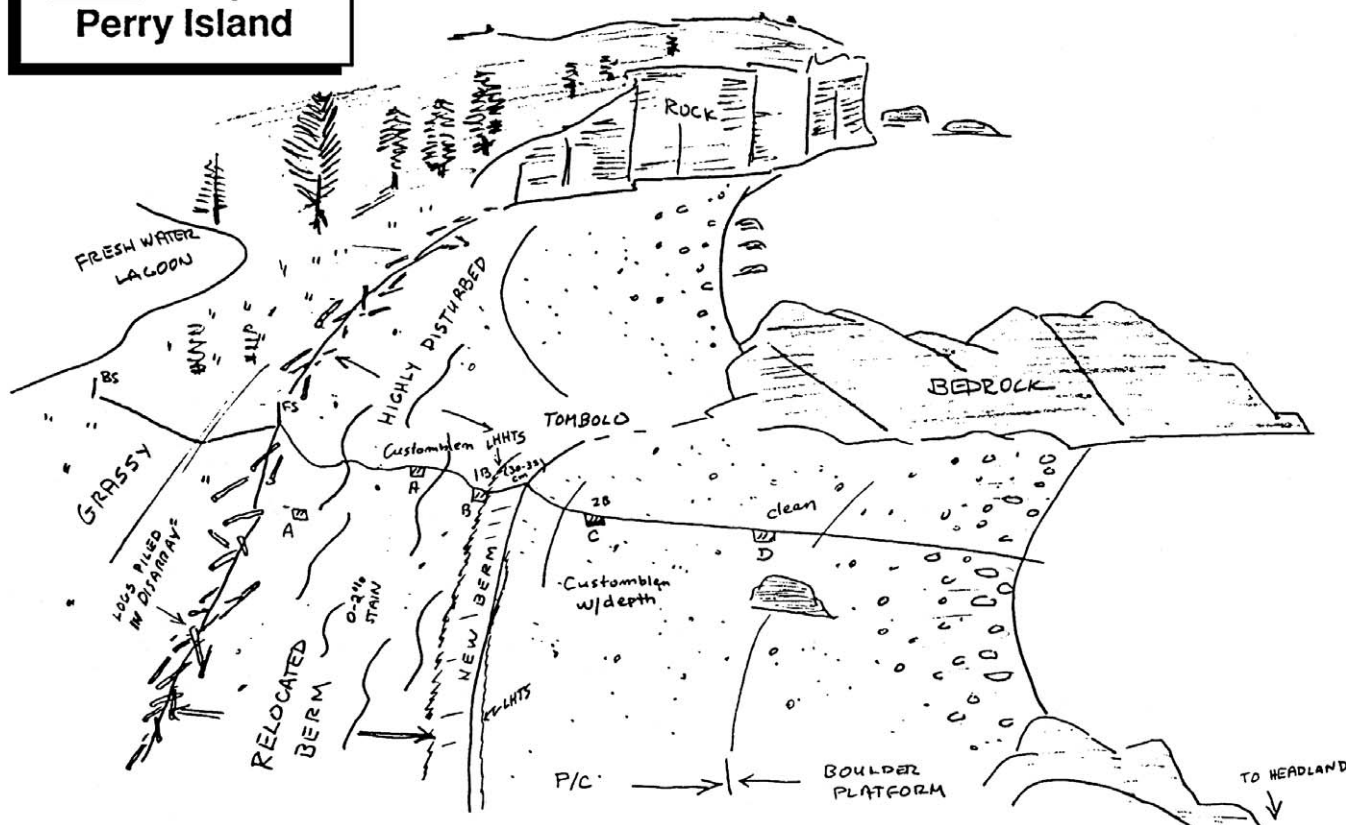 Perry Island
ROCK
FRESH WATER
LAGOON
HIGHLY DISTURBED
BS
FS
BEDROCK
TOMBOLO
GRASSY
Customblen
LHHTS
1B
(30-35)
cm
A
B
2B
C
clean
D
A
LOGS PILED
IN DISARRAY
0-2%
STAIN
NEW BERM
Customblen
w/depth
RELOCATED
BERM
LHTS
P/C
BOULDER
PLATFORM
TO HEADLAND